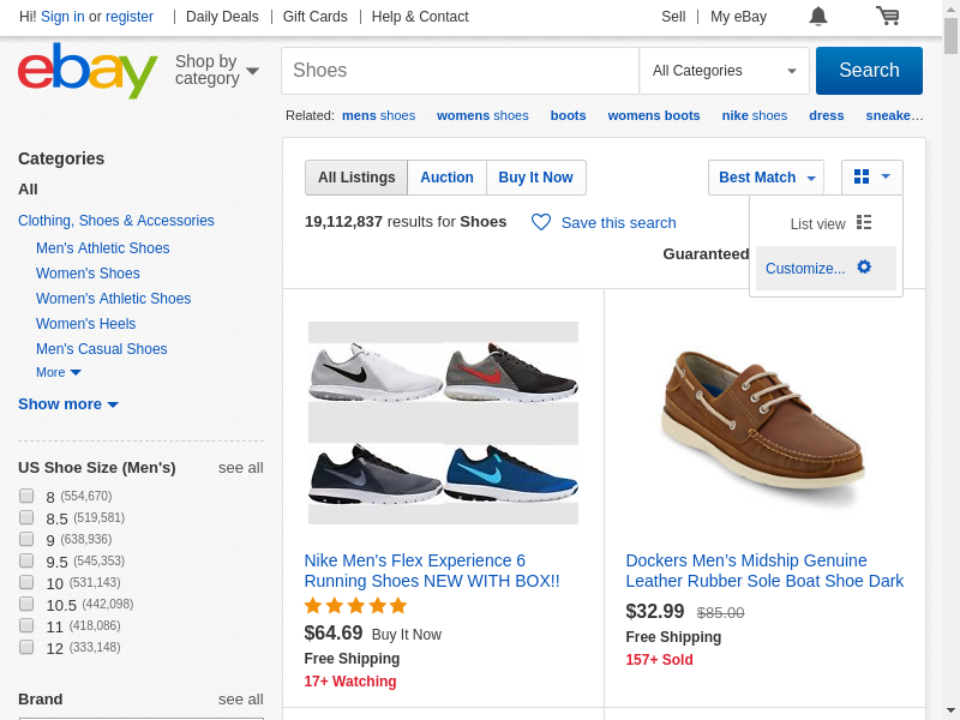 Hi! Sign in or register | Daily Deals | Gift Cards | Help & Contact
Sell | My eBay
ebay
Shop by category
Shoes
All Categories
Search
Related: mens shoes womens shoes boots womens boots nike shoes dress sneake...
Categories
All
Clothing, Shoes & Accessories
Men's Athletic Shoes
Women's Shoes
Women's Athletic Shoes
Women's Heels
Men's Casual Shoes
More
Show more
US Shoe Size (Men's) see all
8 (554,670)
8.5 (519,581)
9 (638,936)
9.5 (545,353)
10 (531,143)
10.5 (442,098)
11 (418,086)
12 (333,148)
Brand see all
All Listings Auction Buy It Now
Best Match
19,112,837 results for Shoes
Save this search
List view
Guaranteed
Customize...
Nike Men's Flex Experience 6
Running Shoes NEW WITH BOX!!
$64.69 Buy It Now
Free Shipping
17+ Watching
Dockers Men's Midship Genuine
Leather Rubber Sole Boat Shoe Dark
$32.99 $85.00
Free Shipping
157+ Sold